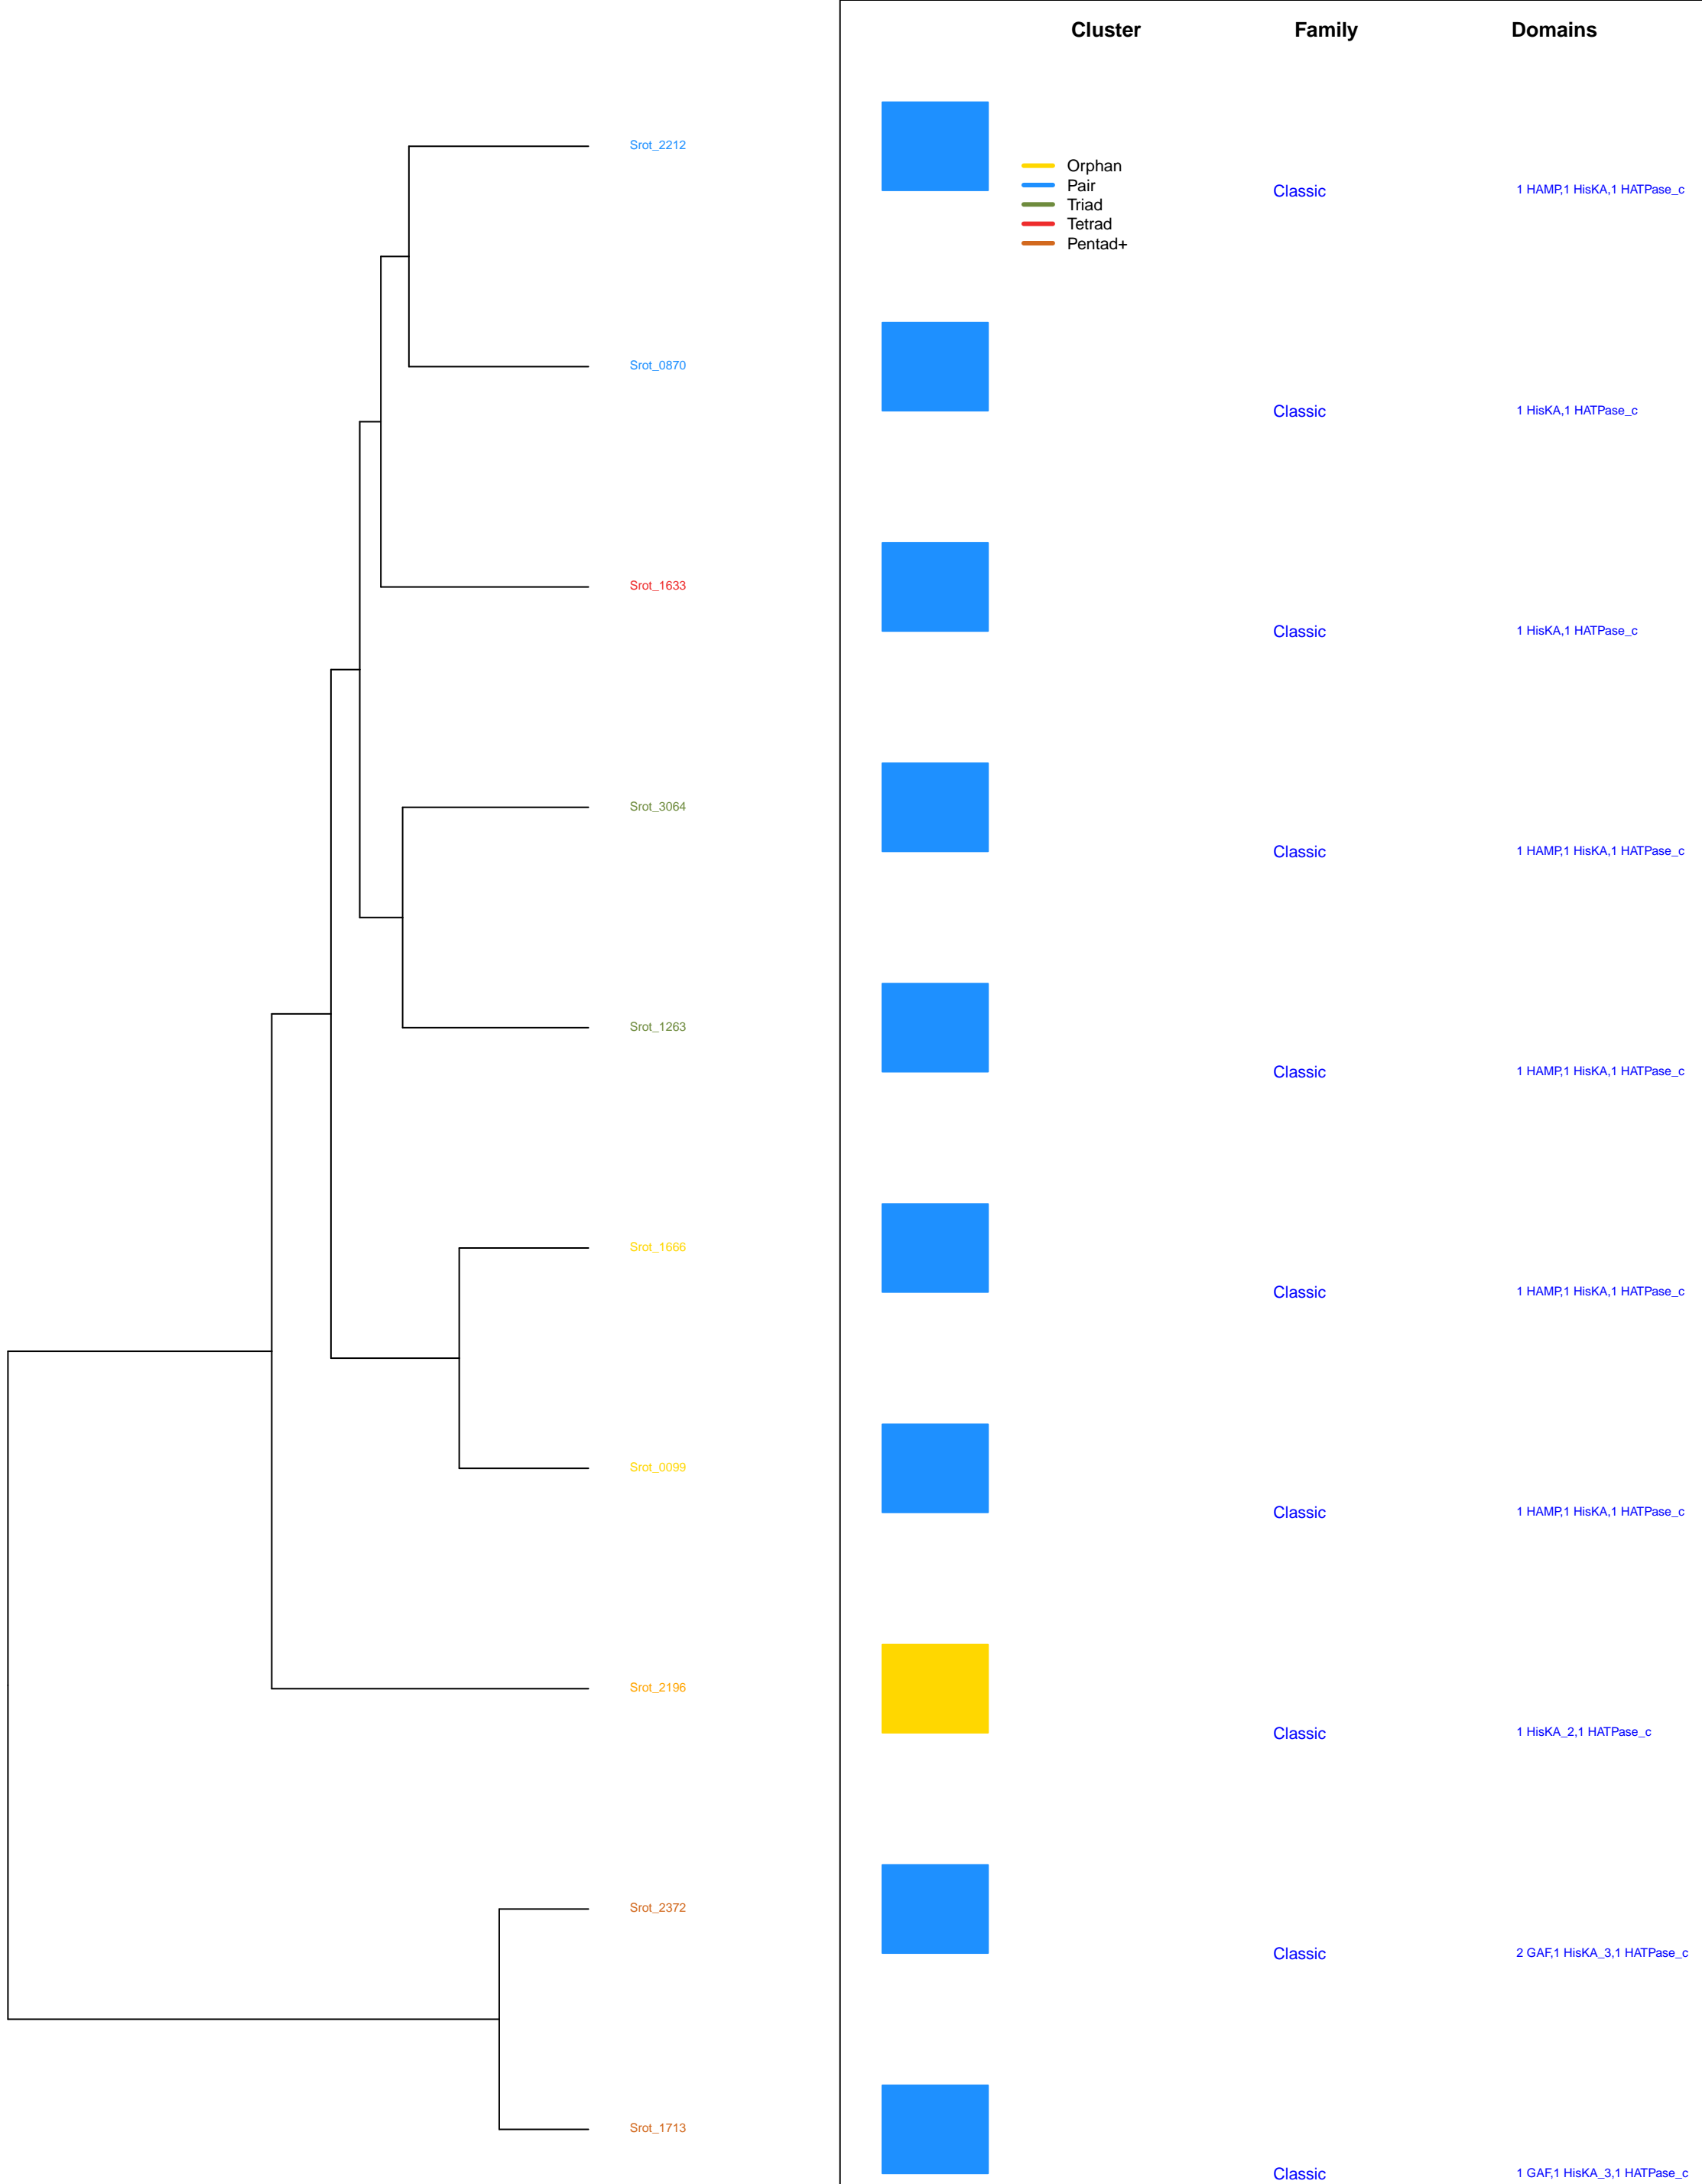 Cluster Family Domains
Srot_2212
Orphan
Pair
Triad
Tetrad
Pentad+
Classic 1 HAMP,1 HisKA,1 HATPase_c
Srot_0870
Classic 1 HisKA,1 HATPase_c
Srot_1633
Classic 1 HisKA,1 HATPase_c
Srot_3064
Classic 1 HAMP,1 HisKA,1 HATPase_c
Srot_1263
Classic 1 HAMP,1 HisKA,1 HATPase_c
Srot_1666
Classic 1 HAMP,1 HisKA,1 HATPase_c
Srot_0099
Classic 1 HAMP,1 HisKA,1 HATPase_c
Srot_2196
Classic 1 HisKA_2,1 HATPase_c
Srot_2372
Classic 2 GAF,1 HisKA_3,1 HATPase_c
Srot_1713
Classic 1 GAF,1 HisKA_3,1 HATPase_c